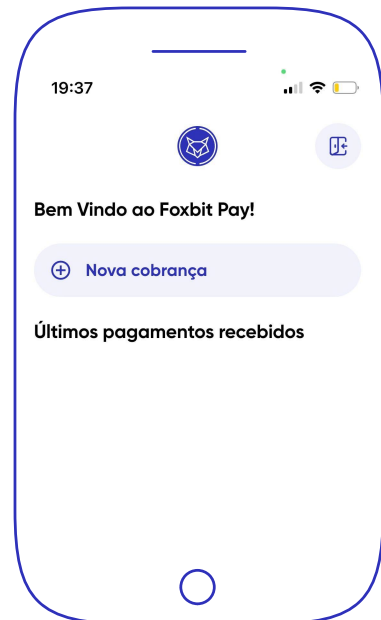 19:37
Bem Vindo ao Foxbit Pay!
Nova cobrança
Últimos pagamentos recebidos